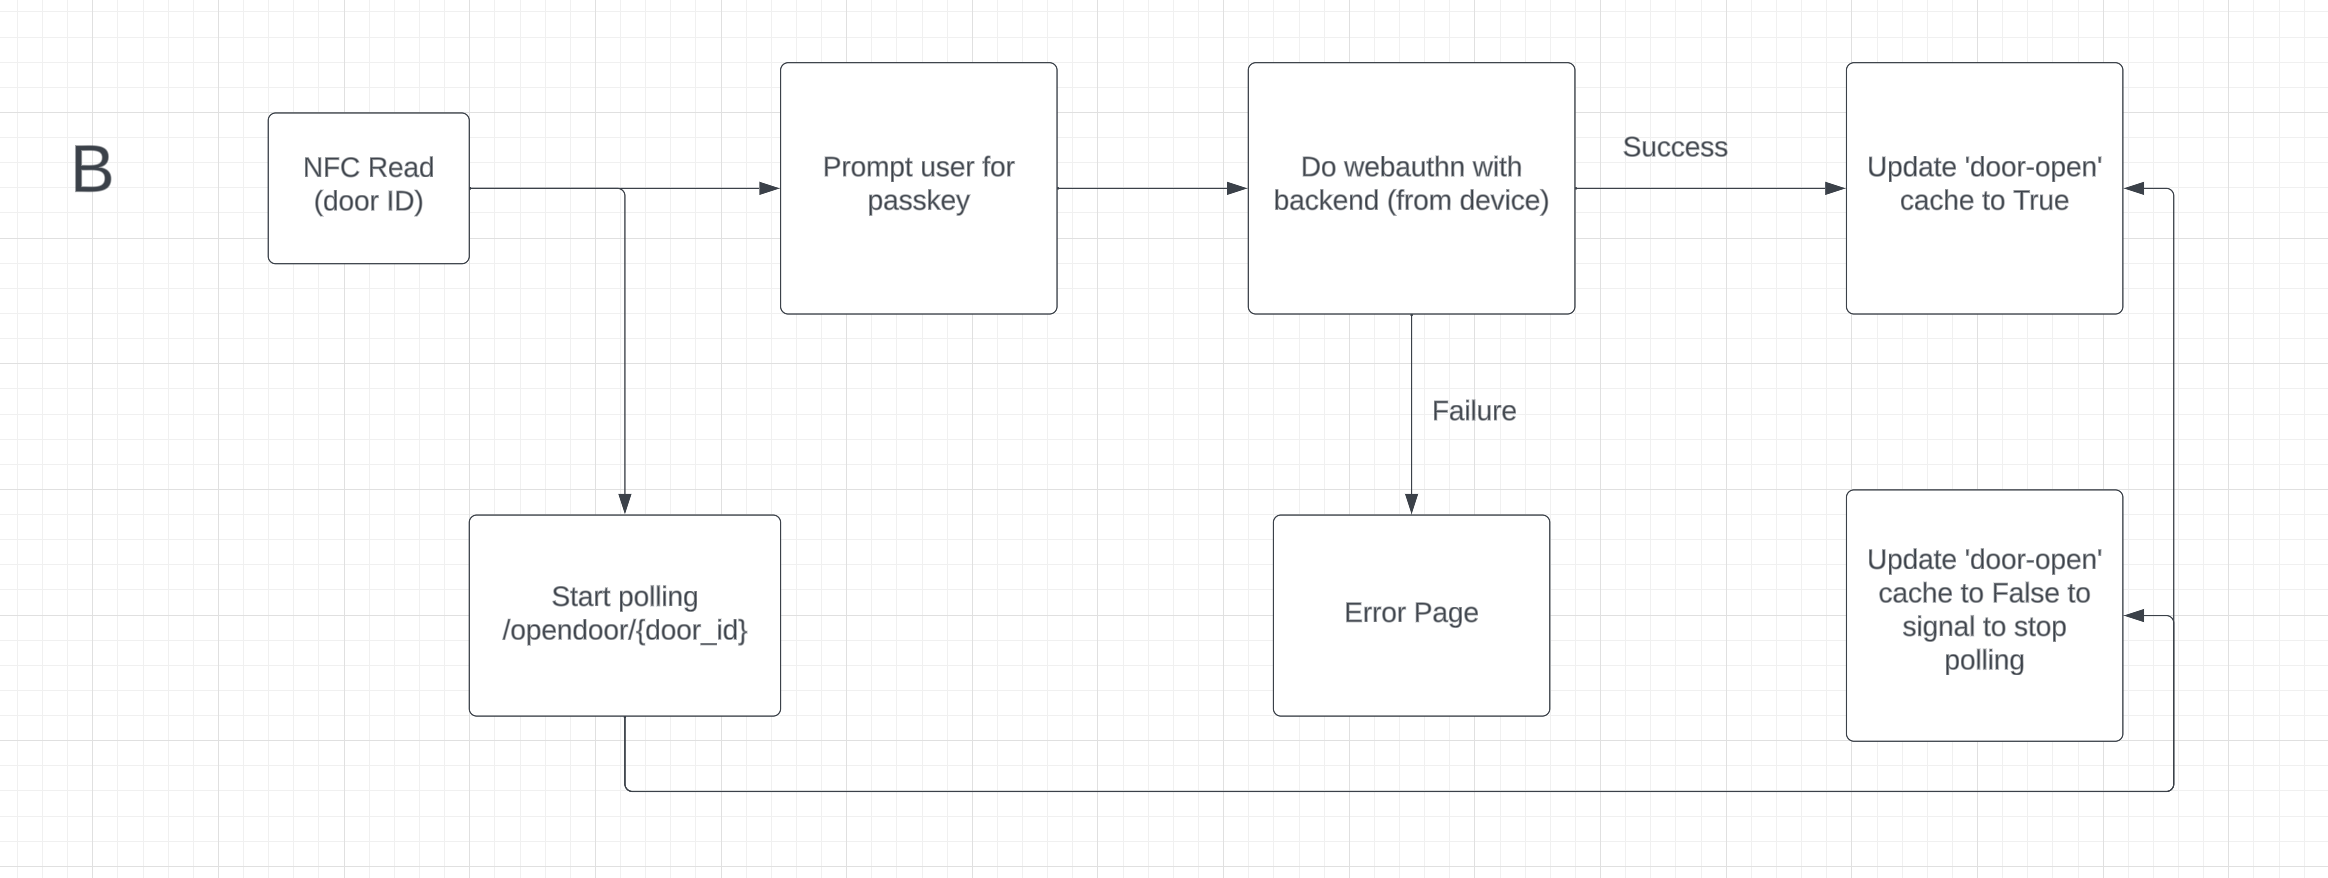 B
NFC Read
(door ID)
Prompt user for
passkey
Do webauthn with
backend (from device)
Success
Update 'door-open'
cache to True
Failure
Start polling
/opendoor/{door_id}
Error Page
Update 'door-open'
cache to False to
signal to stop
polling